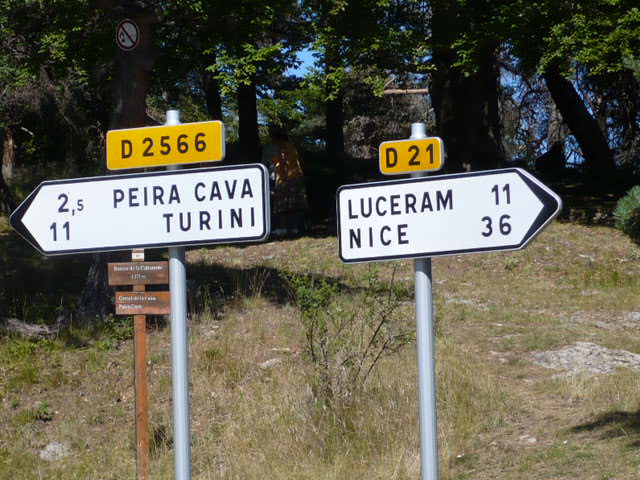 D 2566
2,5 PEIRA CAVA
11 TURINI
D 21
LUCERAM 11
NICE 36